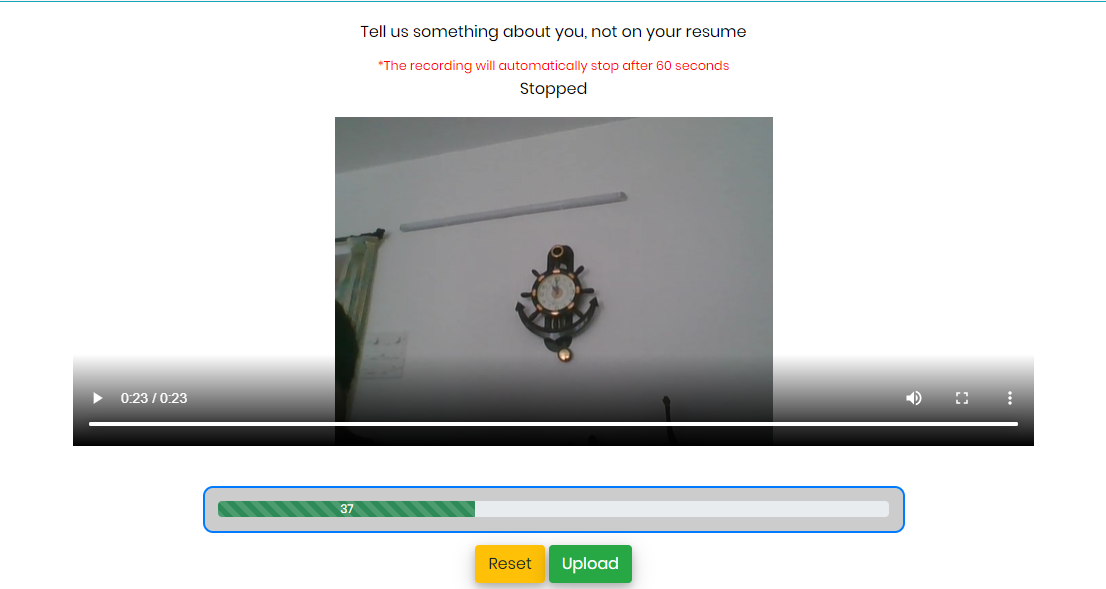 Tell us something about you, not on your resume
*The recording will automatically stop after 60 seconds
Stopped
0:23 / 0:23
37
Reset Upload